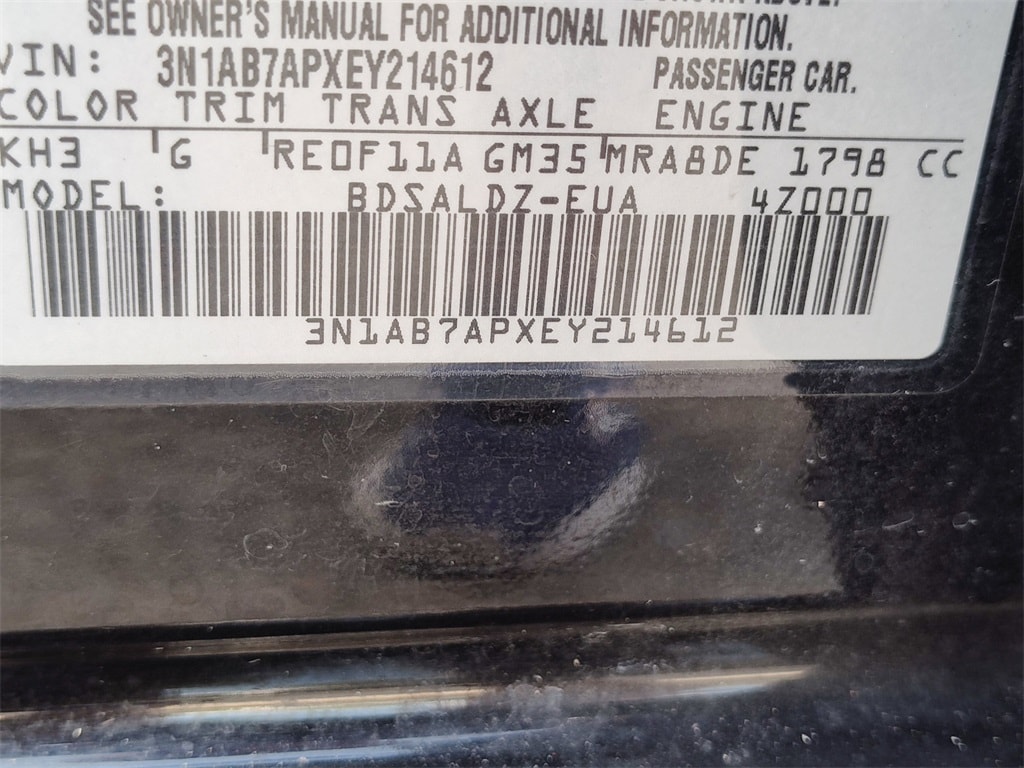 SEE OWNER'S MANUAL FOR ADDITIONAL INFORMATION.
VIN: 3N1AB7APXEY214612 PASSENGER CAR.
COLOR TRIM TRANS AXLE ENGINE
KH3 G RE0F11A GM35 MRA8DE 1798 CC
MODEL: BDSALDZ-EUA 4Z000
3N1AB7APXEY214612